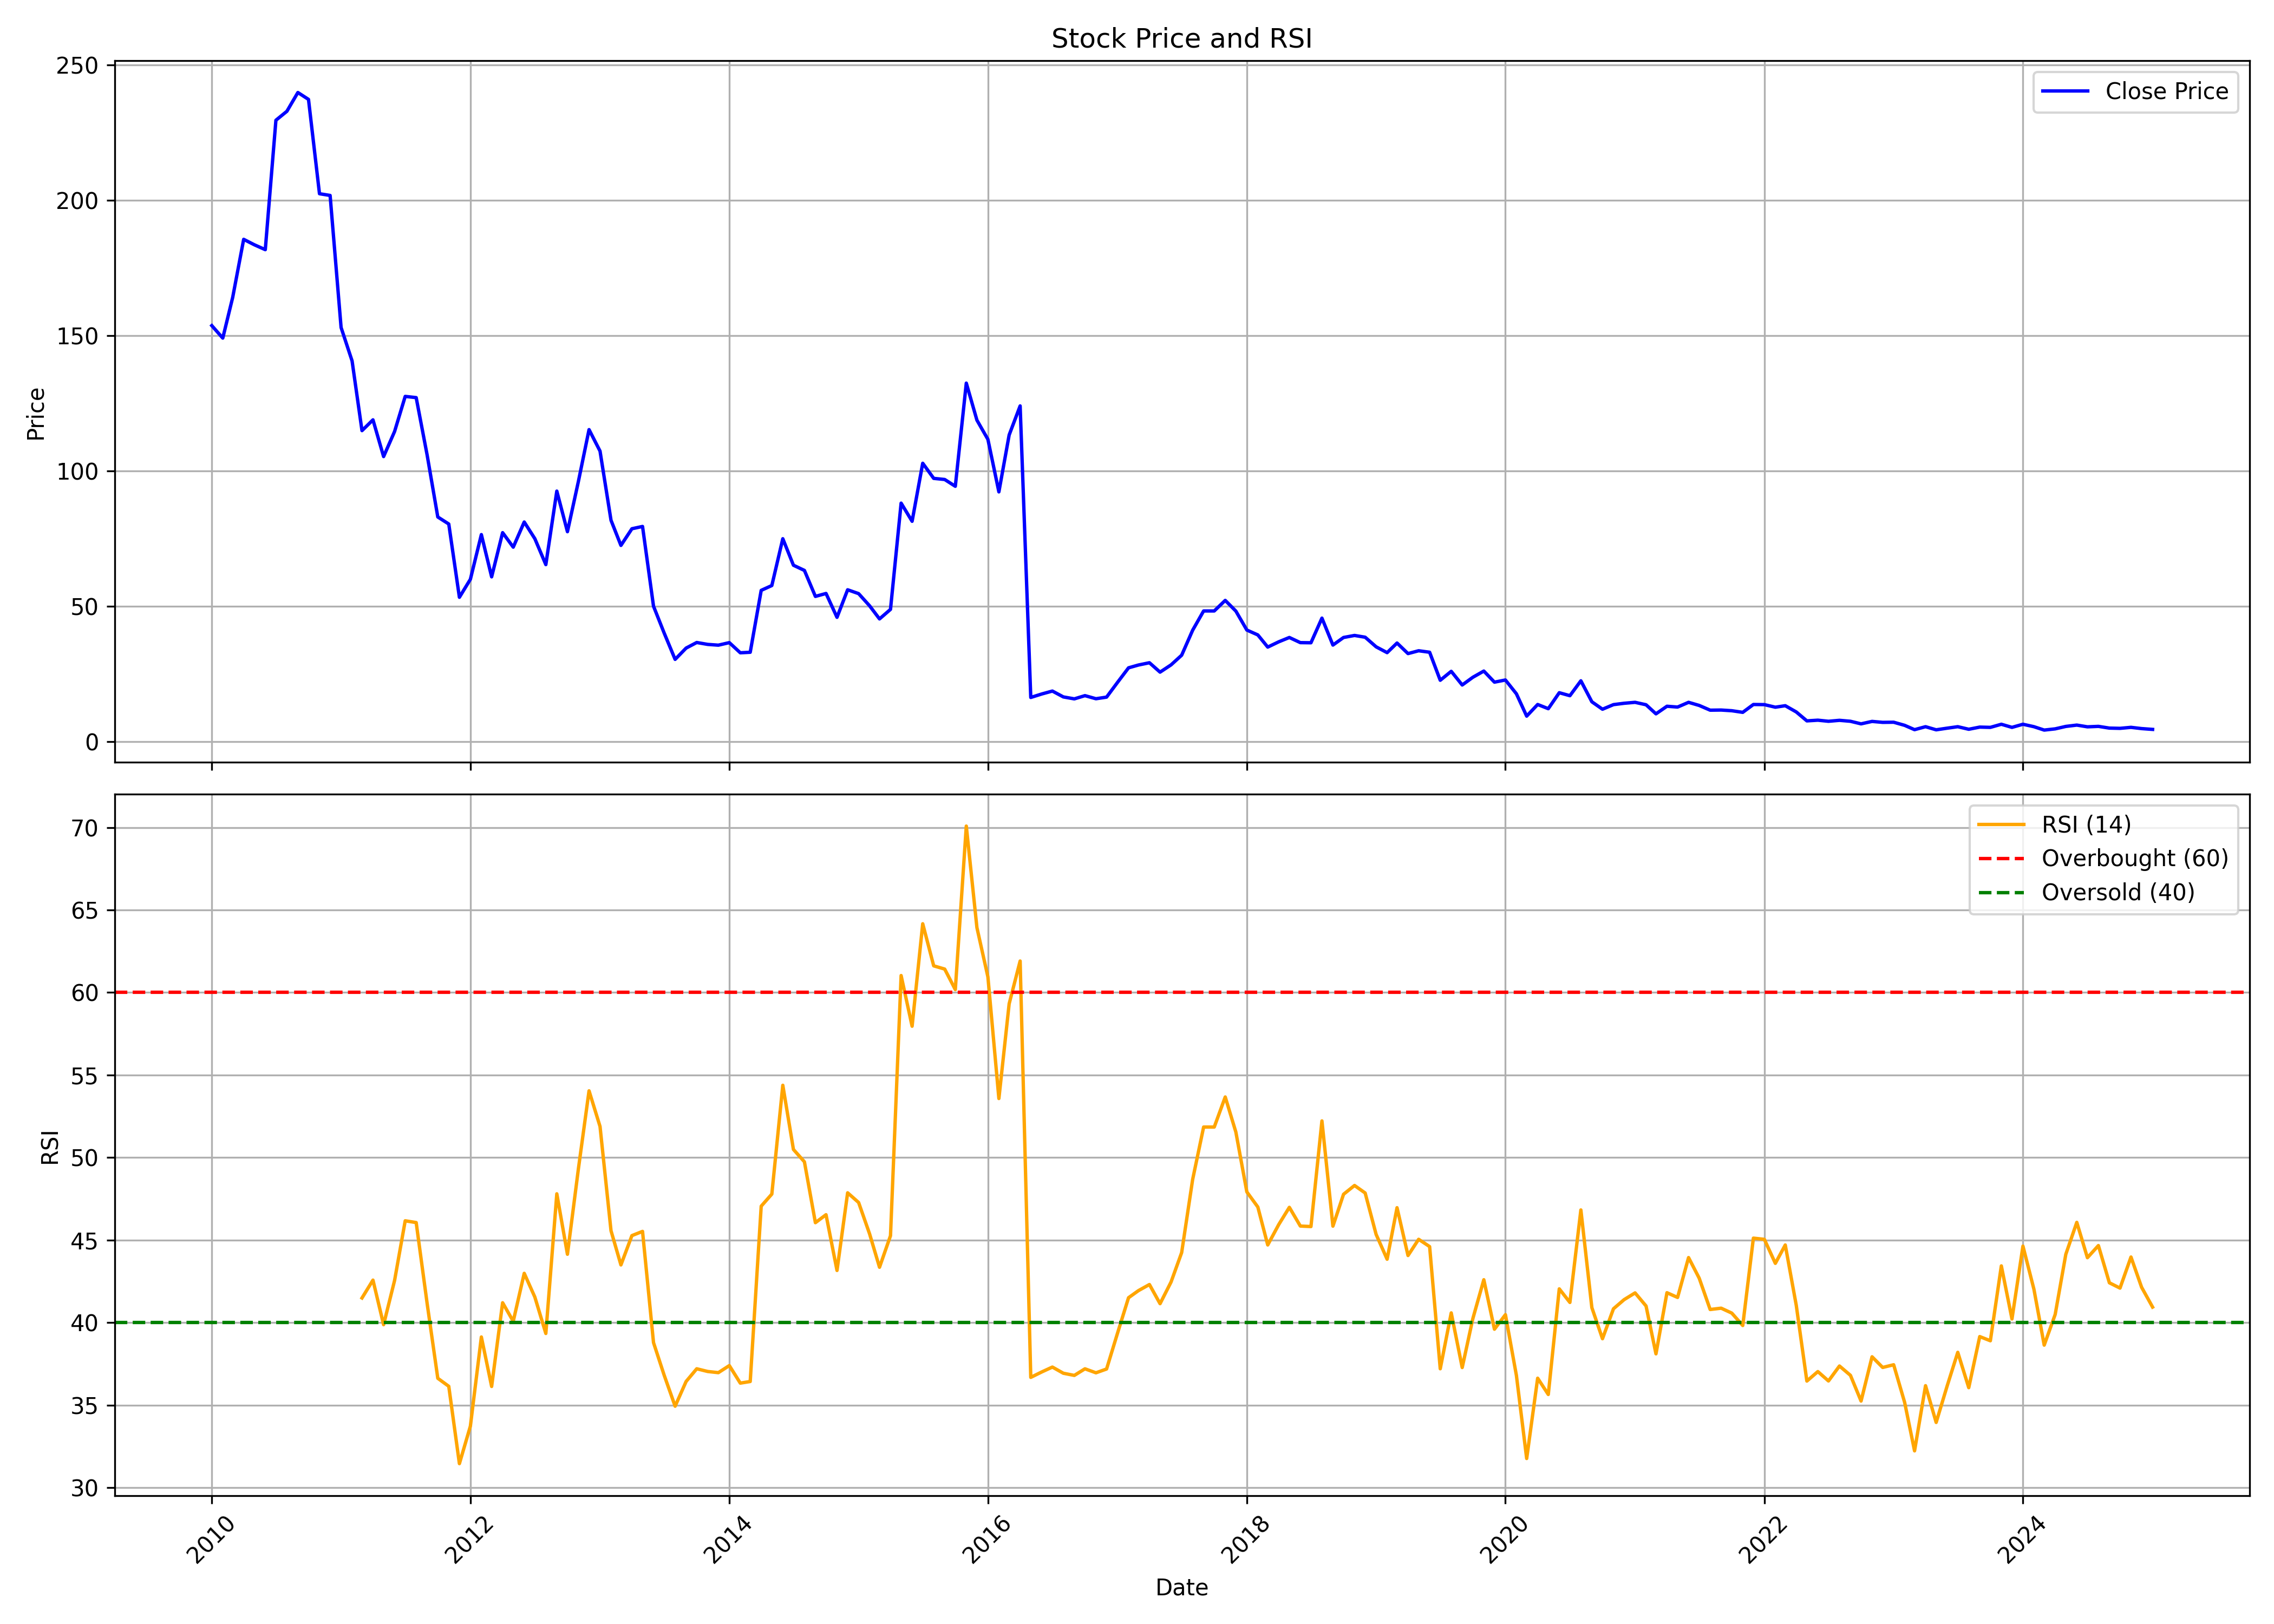 Stock Price and RSI
250
200
150
100
50
0
Price
Close Price
70
65
60
55
50
45
40
35
30
RSI
RSI (14)
Overbought (60)
Oversold (40)
2010
2012
2014
2016
2018
2020
2022
2024
Date